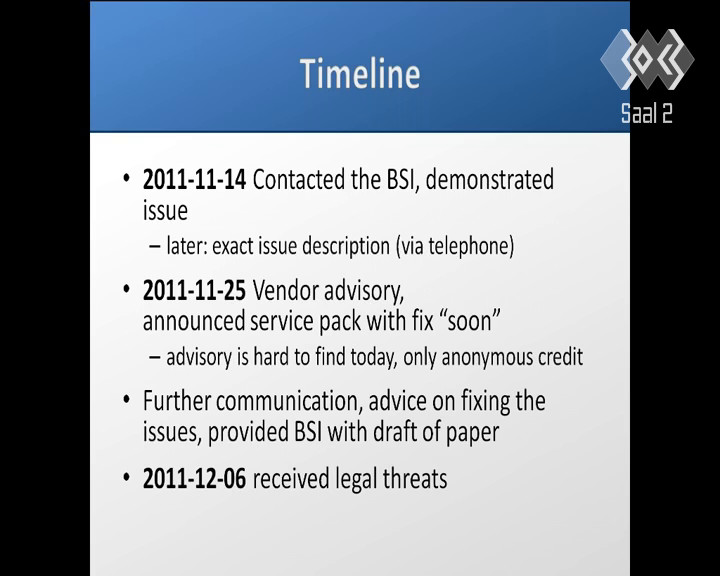 Timeline
Saal 2
• 2011-11-14 Contacted the BSI, demonstrated
issue
– later: exact issue description (via telephone)
• 2011-11-25 Vendor advisory,
announced service pack with fix “soon”
– advisory is hard to find today, only anonymous credit
• Further communication, advice on fixing the
issues, provided BSI with draft of paper
• 2011-12-06 received legal threats